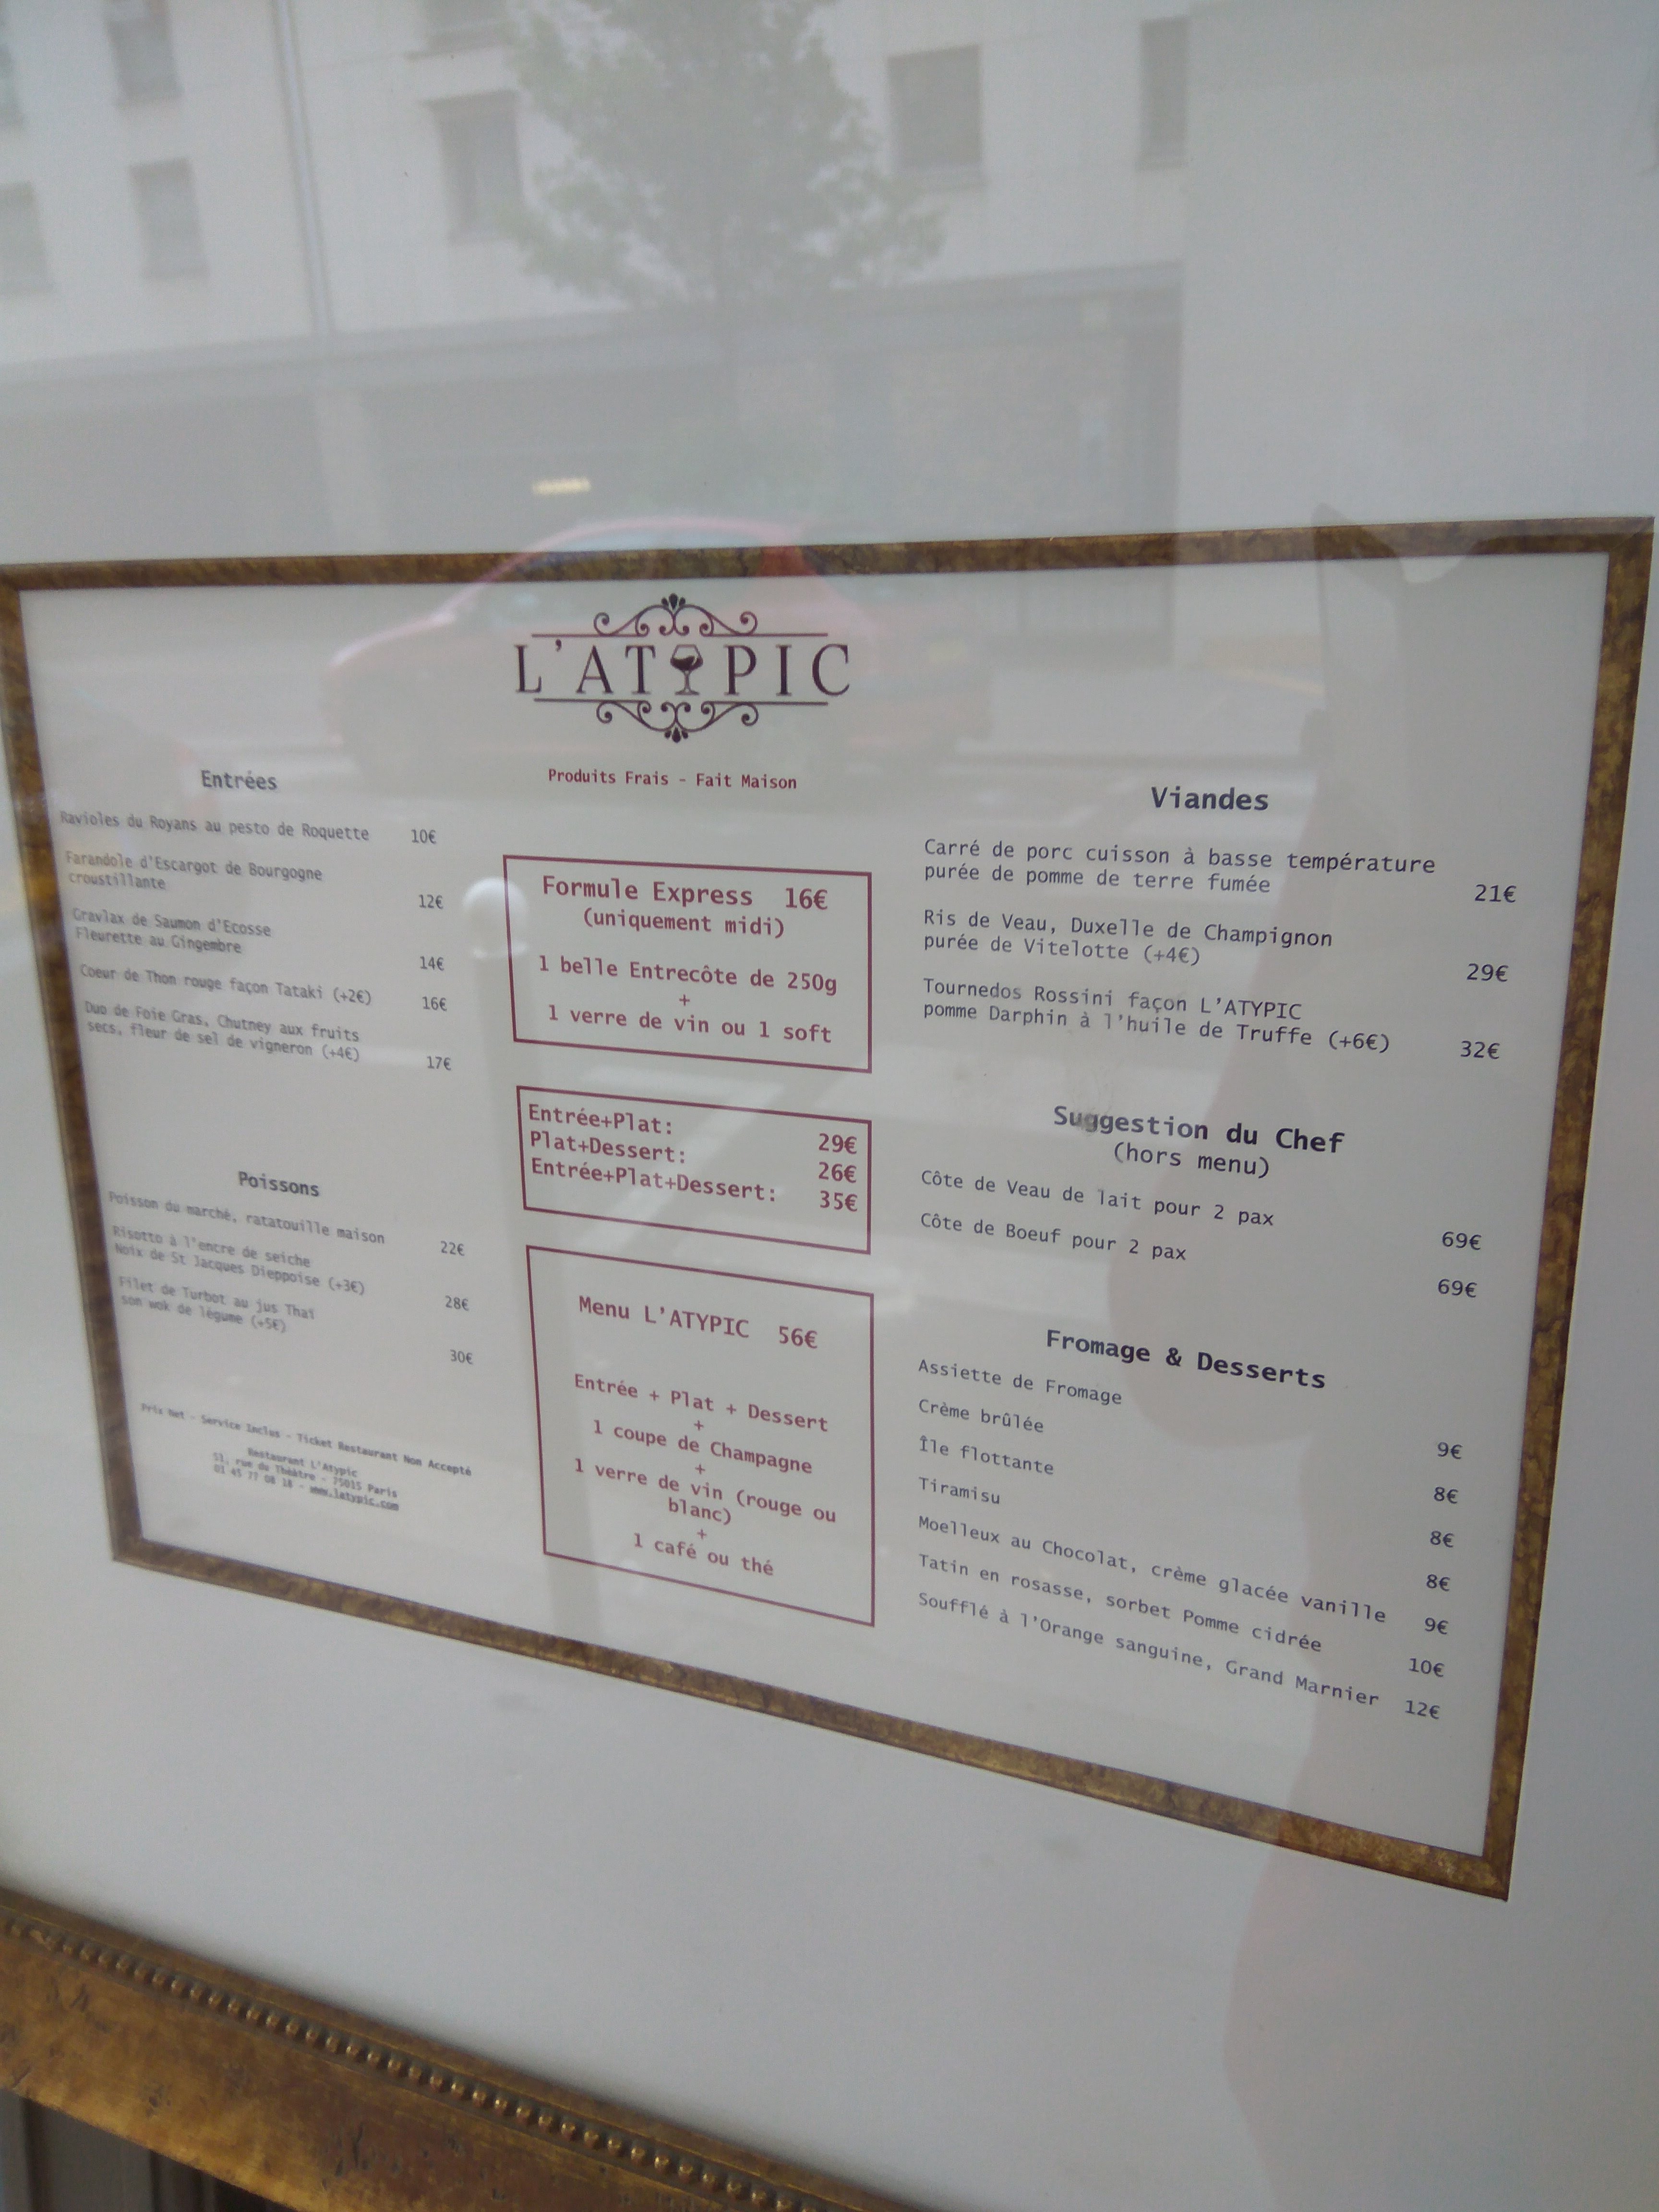 L'ATYPIC
Produits Frais - Fait Maison
Entrées
Ravioles du Royans au pesto de Roquette 10€
Farandole d'Escargot de Bourgogne
croustillante 12€
Gravlax de Saumon d'Ecosse
Fleurette au Gingembre 14€
Coeur de Thon rouge façon Tataki (+2€) 16€
Duo de Foie Gras, Chutney aux fruits
secs, fleur de sel de vigneron (+4€) 17€
Poissons
Poisson du marché, ratatouille maison 22€
Risotto à l'encre de seiche
Noix de St Jacques Dieppoise (+3€) 28€
Filet de Turbot au jus Thaï
son wok de légume (+5€) 30€
Prix Net - Service Inclus - Ticket Restaurant Non Accepté
Restaurant L'Atypic
51, rue du Théâtre - 75015 Paris
01 45 77 08 18 - www.latypic.com
Formule Express 16€
(uniquement midi)
1 belle Entrecôte de 250g
+
1 verre de vin ou 1 soft
Entrée+Plat: 29€
Plat+Dessert: 26€
Entrée+Plat+Dessert: 35€
Menu L'ATYPIC 56€
Entrée + Plat + Dessert
+
1 coupe de Champagne
+
1 verre de vin (rouge ou
blanc)
+
1 café ou thé
Viandes
Carré de porc cuisson à basse température
purée de pomme de terre fumée 21€
Ris de Veau, Duxelle de Champignon
purée de Vitelotte (+4€) 29€
Tournedos Rossini façon L'ATYPIC
pomme Darphin à l'huile de Truffe (+6€) 32€
Suggestion du Chef
(hors menu)
Côte de Veau de lait pour 2 pax 69€
Côte de Boeuf pour 2 pax 69€
Fromage & Desserts
Assiette de Fromage 9€
Crème brûlée 8€
Île flottante 8€
Tiramisu 8€
Moelleux au Chocolat, crème glacée vanille 9€
Tatin en rosasse, sorbet Pomme cidrée 10€
Soufflé à l'Orange sanguine, Grand Marnier 12€